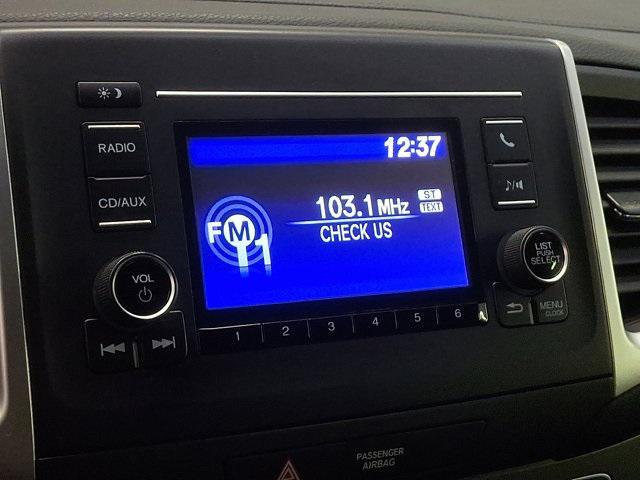 RADIO
CD/AUX
VOL
12:37
103.1 MHz
ST
TEXT
FM
1
CHECK US
1 2 3 4 5 6
LIST
PUSH
SELECT
MENU
CLOCK
PASSENGER
AIRBAG